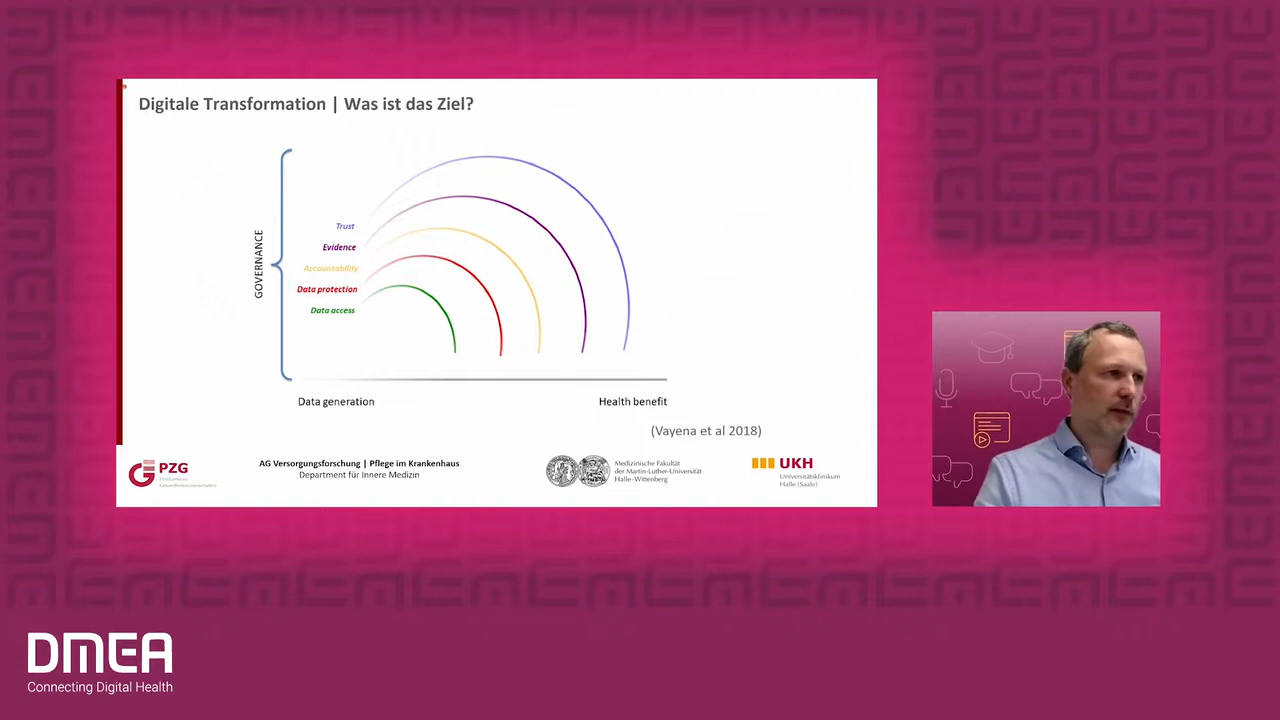 Digitale Transformation | Was ist das Ziel?
GOVERNANCE
Trust
Evidence
Accountability
Data protection
Data access
Data generation
Health benefit
(Vayena et al 2018)
PZG
Profilzentrum
Gesundheitswissenschaften
AG Versorgungsforschung | Pflege im Krankenhaus
Department für Innere Medizin
Medizinische Fakultät
der Martin-Luther-Universität
Halle-Wittenberg
UKH
Universitätsklinikum
Halle (Saale)
DMEA
Connecting Digital Health